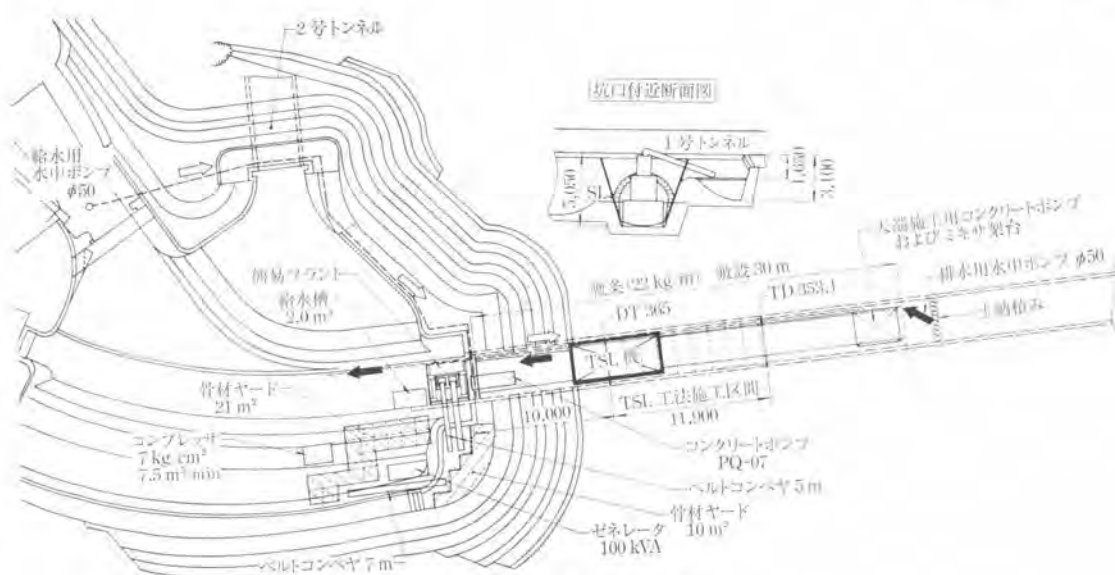 2号トンネル
坑口付近断面図
1号トンネル
給水用
水中ポンプ
φ50
SL
5,050
1,650
3,100
天端施工用コンクリートポンプ
およびミキサ架台
軌条(22 kg/m) 敷設30 m
排水用水中ポンプ φ50
簡易プラント
給水槽
2.0 m³
DT 365
TD 353.1
土嚢積み
TSL 機
骨材ヤード
21 m²
10,000
TSL 工法施工区間
11,900
コンプレッサ
7 kg/cm²
7.5 m³/min
コンクリートポンプ
PQ-07
ベルトコンベヤ 5 m
骨材ヤード
10 m²
ゼネレータ
100 kVA
ベルトコンベヤ 7 m